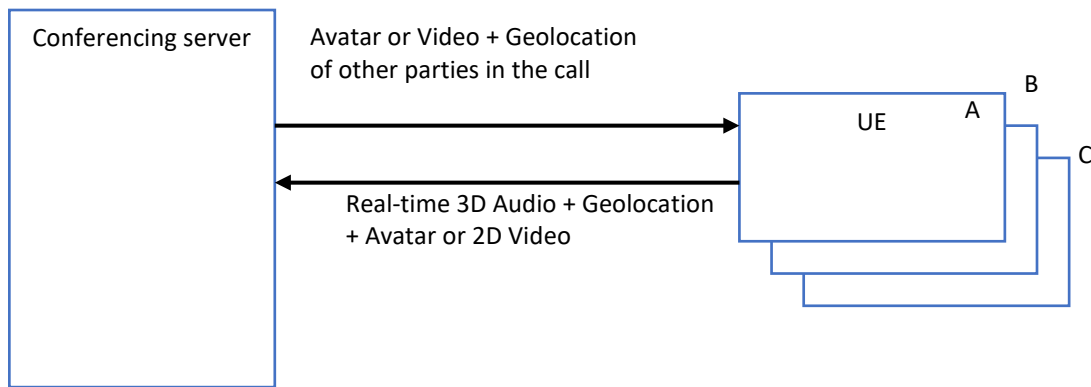 Conferencing server
Avatar or Video + Geolocation
of other parties in the call
B
A
UE
C
Real-time 3D Audio + Geolocation
+ Avatar or 2D Video